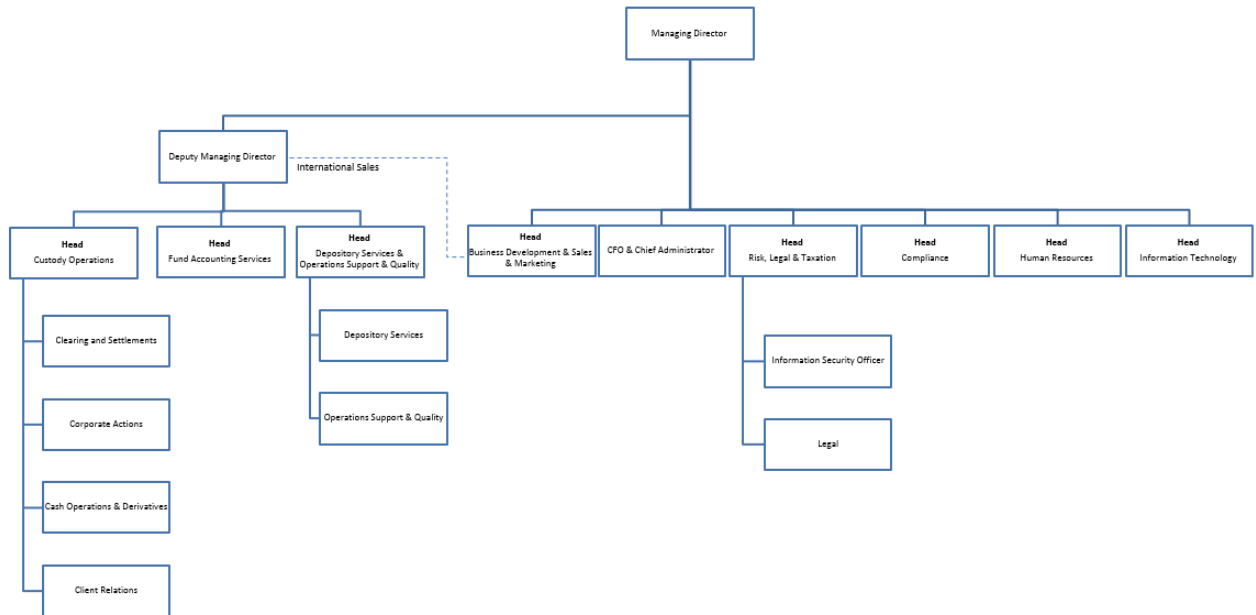 Managing Director
Deputy Managing Director
International Sales
Head
Custody Operations
Head
Fund Accounting Services
Head
Depository Services &
Operations Support & Quality
Head
Business Development & Sales
& Marketing
CFO & Chief Administrator
Head
Risk, Legal & Taxation
Head
Compliance
Head
Human Resources
Head
Information Technology
Clearing and Settlements
Corporate Actions
Cash Operations & Derivatives
Client Relations
Depository Services
Operations Support & Quality
Information Security Officer
Legal